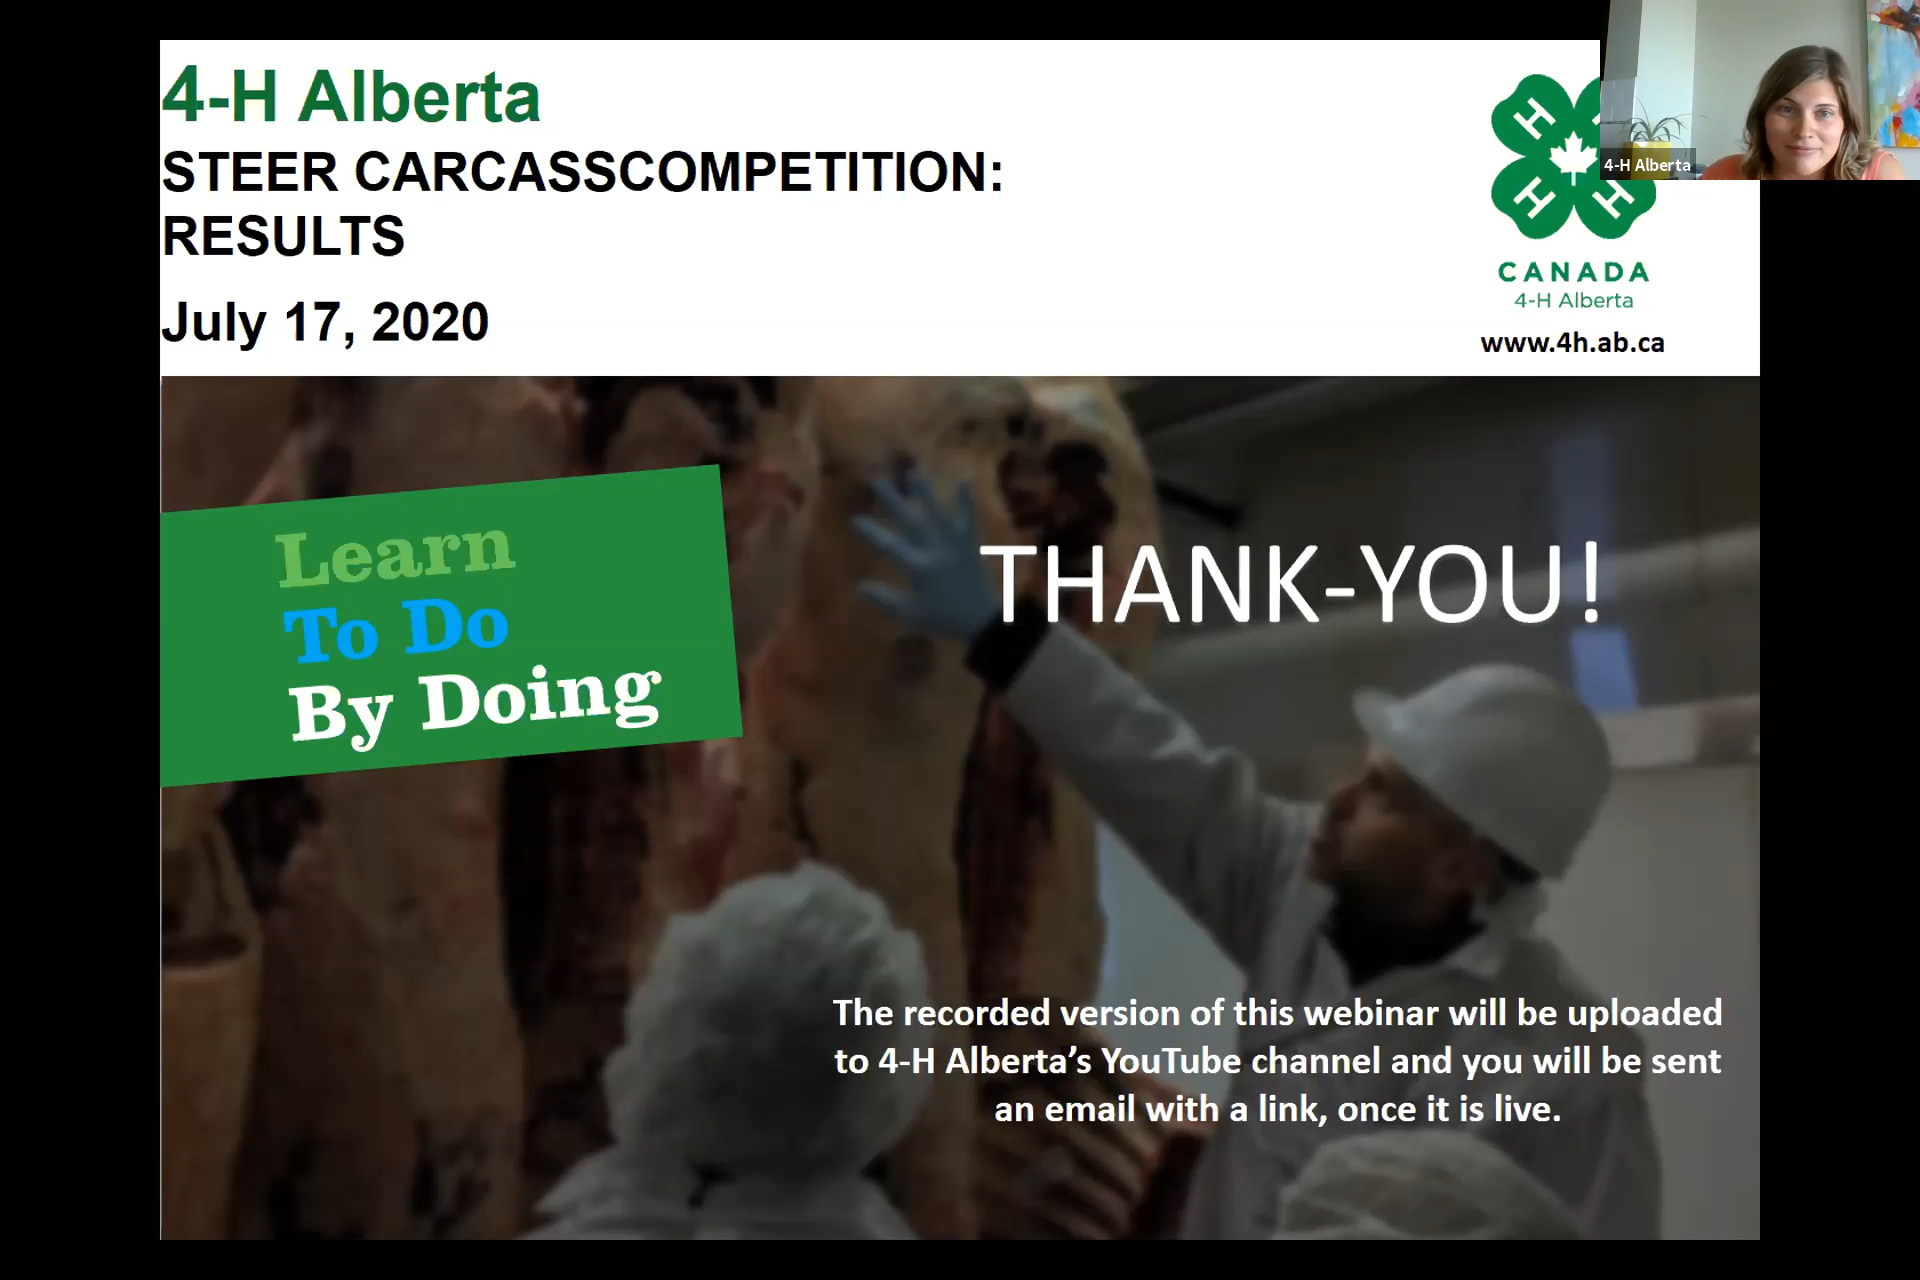 4-H Alberta
STEER CARCASSCOMPETITION:
RESULTS
July 17, 2020
H
H
H
H
CANADA
4-H Alberta
www.4h.ab.ca
4-H Alberta
Learn
To Do
By Doing
THANK-YOU!
The recorded version of this webinar will be uploaded
to 4-H Alberta’s YouTube channel and you will be sent
an email with a link, once it is live.